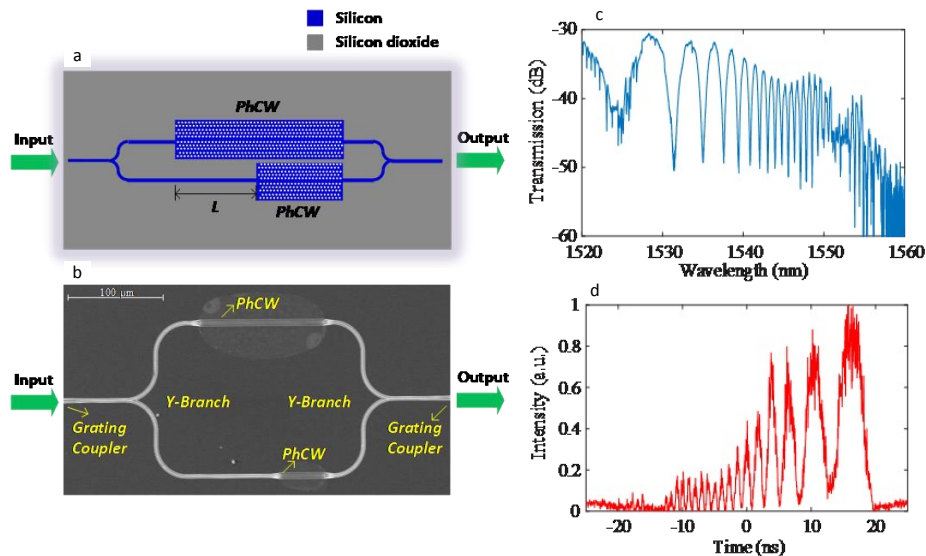 Silicon
Silicon dioxide
a
PhCW
Input
Output
L
PhCW
b
100 μm
PhCW
Input
Output
Y-Branch
Y-Branch
Grating
Coupler
Grating
Coupler
PhCW
c
-30
-40
-50
-60
Transmission (dB)
1520
1530
1540
1550
1560
Wavelength (nm)
d
1
0.8
0.6
0.4
0.2
0
Intensity (a.u.)
-20
-10
0
10
20
Time (ns)